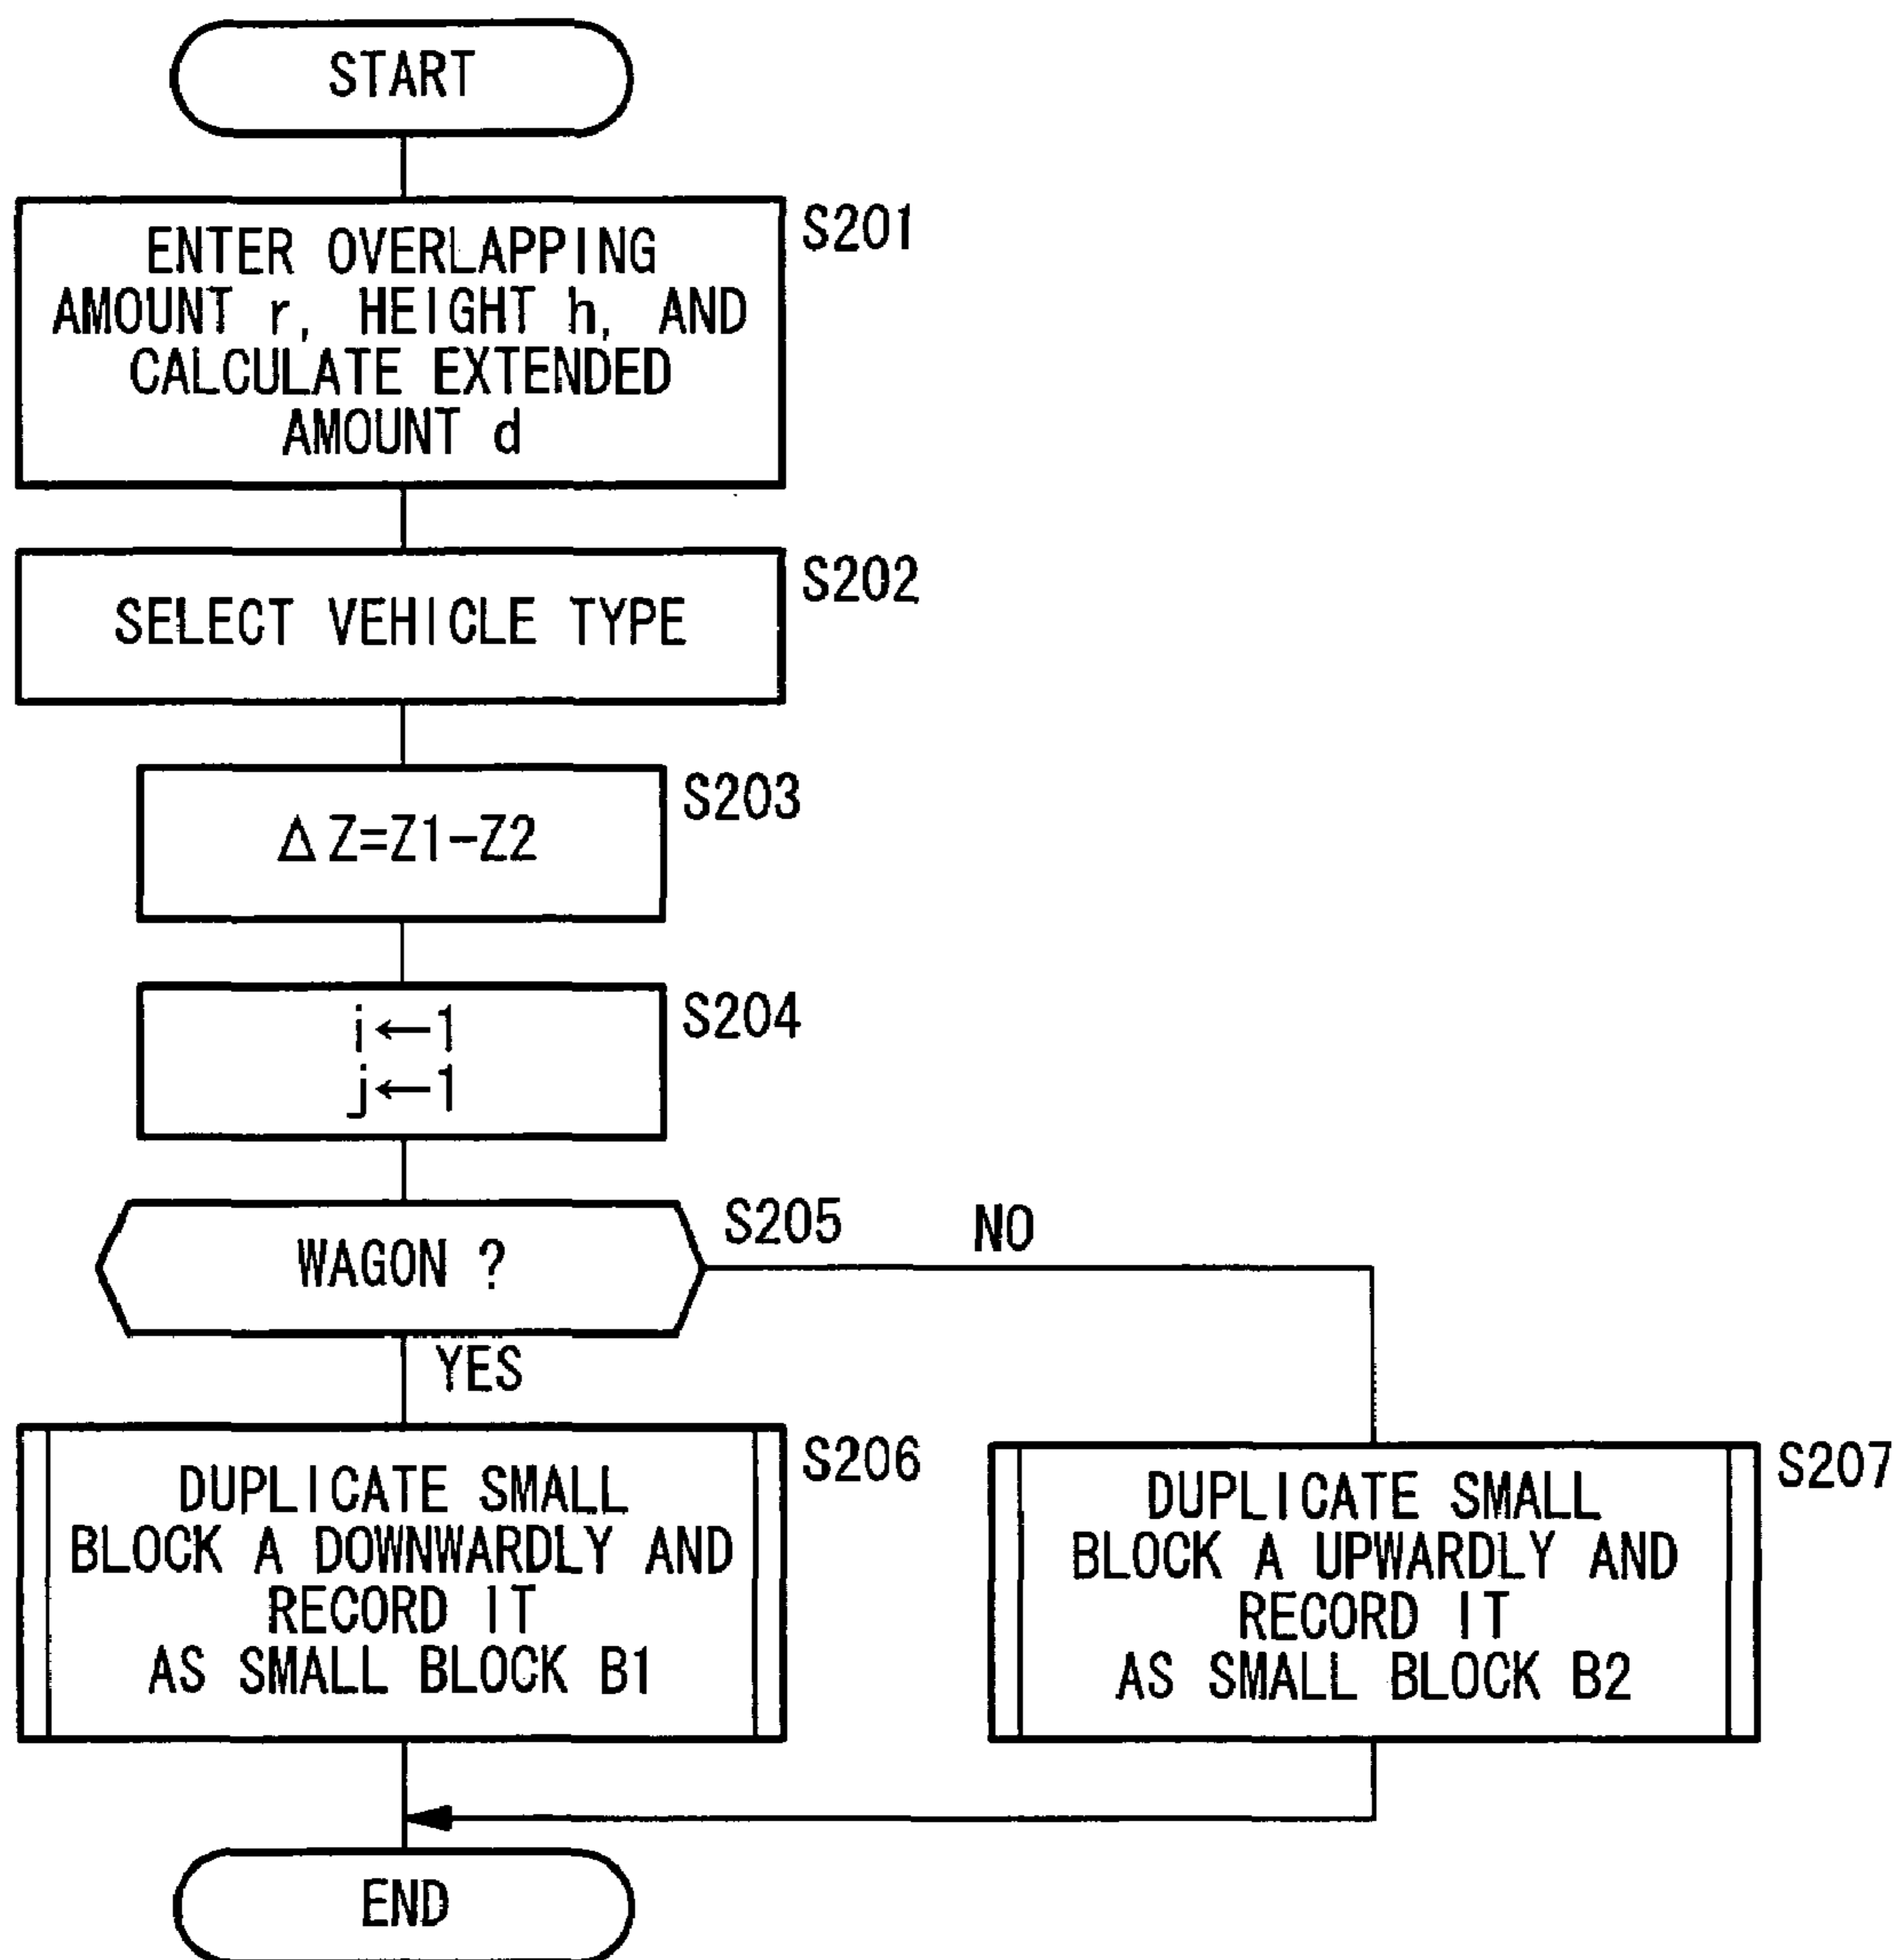 START
S201
ENTER OVERLAPPING
AMOUNT r, HEIGHT h, AND
CALCULATE EXTENDED
AMOUNT d
S202
SELECT VEHICLE TYPE
S203
ΔZ=Z1-Z2
S204
i←1
j←1
S205
WAGON ?
NO
YES
S206
DUPLICATE SMALL
BLOCK A DOWNWARDLY AND
RECORD IT
AS SMALL BLOCK B1
S207
DUPLICATE SMALL
BLOCK A UPWARDLY AND
RECORD IT
AS SMALL BLOCK B2
END